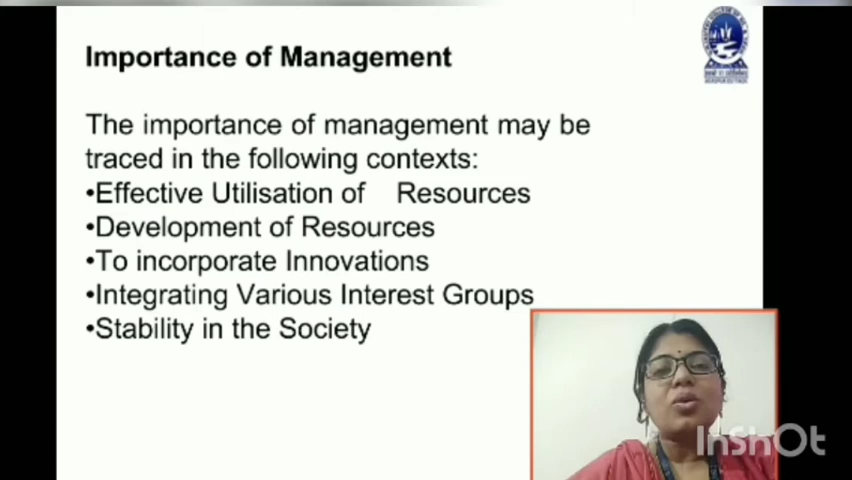 Importance of Management
The importance of management may be
traced in the following contexts:
•Effective Utilisation of Resources
•Development of Resources
•To incorporate Innovations
•Integrating Various Interest Groups
•Stability in the Society
InShOt